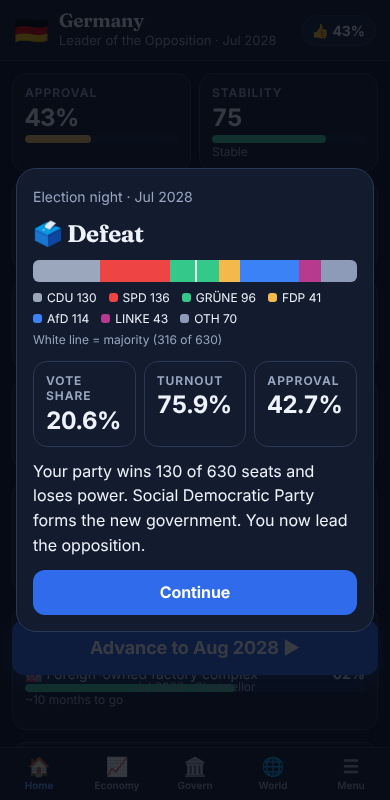 Germany
Leader of the Opposition · Jul 2028
43%
APPROVAL
43%
STABILITY
75
Stable
Election night · Jul 2028
Defeat
CDU 130
SPD 136
GRÜNE 96
FDP 41
AfD 114
LINKE 43
OTH 70
White line = majority (316 of 630)
VOTE SHARE
20.6%
TURNOUT
75.9%
APPROVAL
42.7%
Your party wins 130 of 630 seats and
loses power. Social Democratic Party
forms the new government. You now lead
the opposition.
Continue
Advance to Aug 2028 ▶
Foreign-owned factory complex
62%
~10 months to go
Home
Economy
Govern
World
Menu